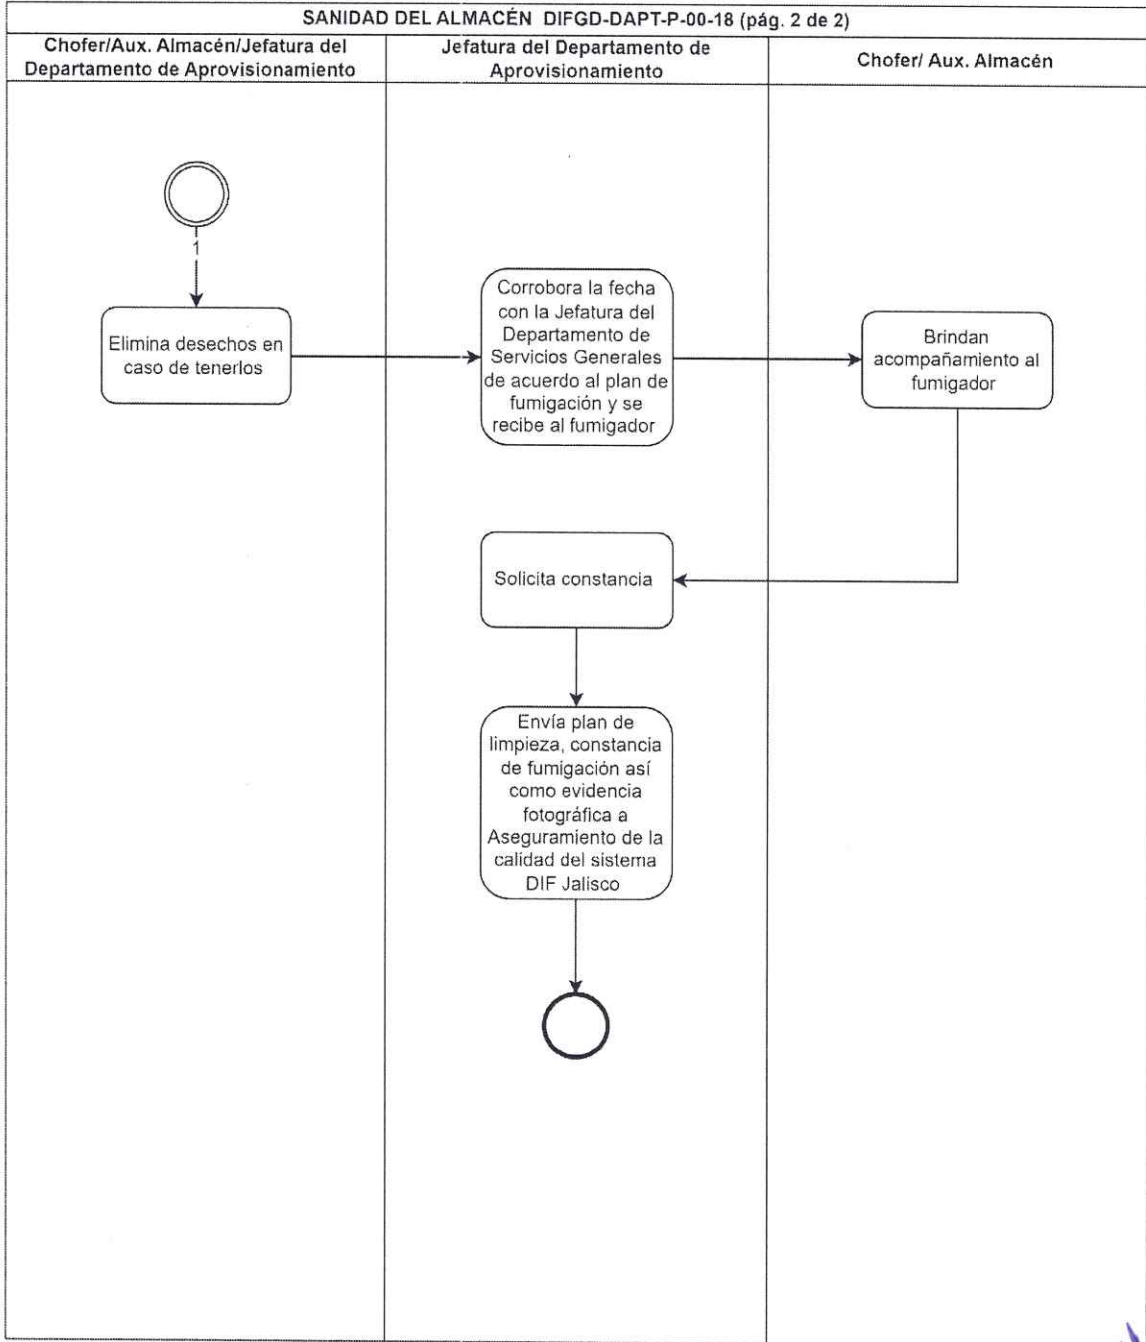 SANIDAD DEL ALMACÉN DIFGD-DAPT-P-00-18 (pág. 2 de 2)
Chofer/Aux. Almacén/Jefatura del
Departamento de Aprovisionamiento
Jefatura del Departamento de
Aprovisionamiento
Chofer/ Aux. Almacén
1
Elimina desechos en
caso de tenerlos
Corrobora la fecha
con la Jefatura del
Departamento de
Servicios Generales
de acuerdo al plan de
fumigación y se
recibe al fumigador
Brindan
acompañamiento al
fumigador
Solicita constancia
Envía plan de
limpieza, constancia
de fumigación así
como evidencia
fotográfica a
Aseguramiento de la
calidad del sistema
DIF Jalisco